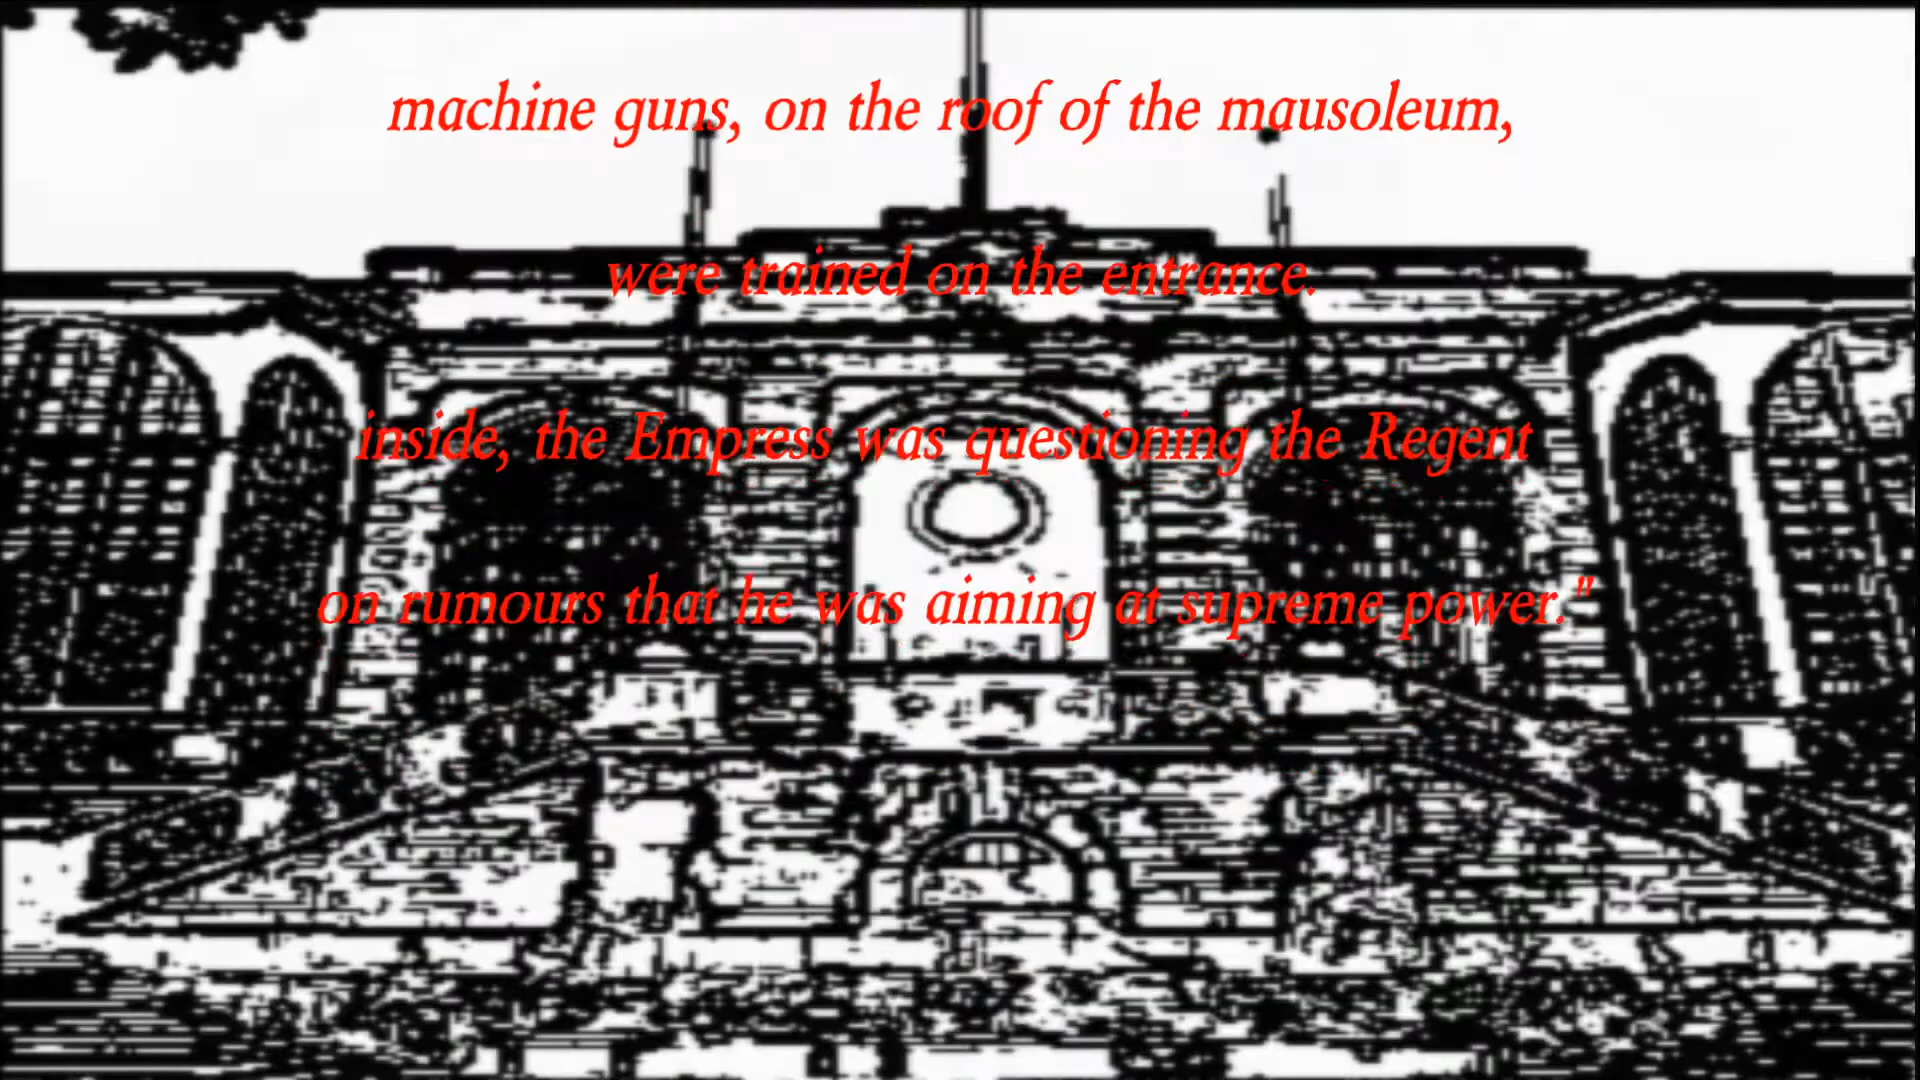 machine guns, on the roof of the mausoleum,
were trained on the entrance.
inside, the Empress was questioning the Regent
on rumours that he was aiming at supreme power."